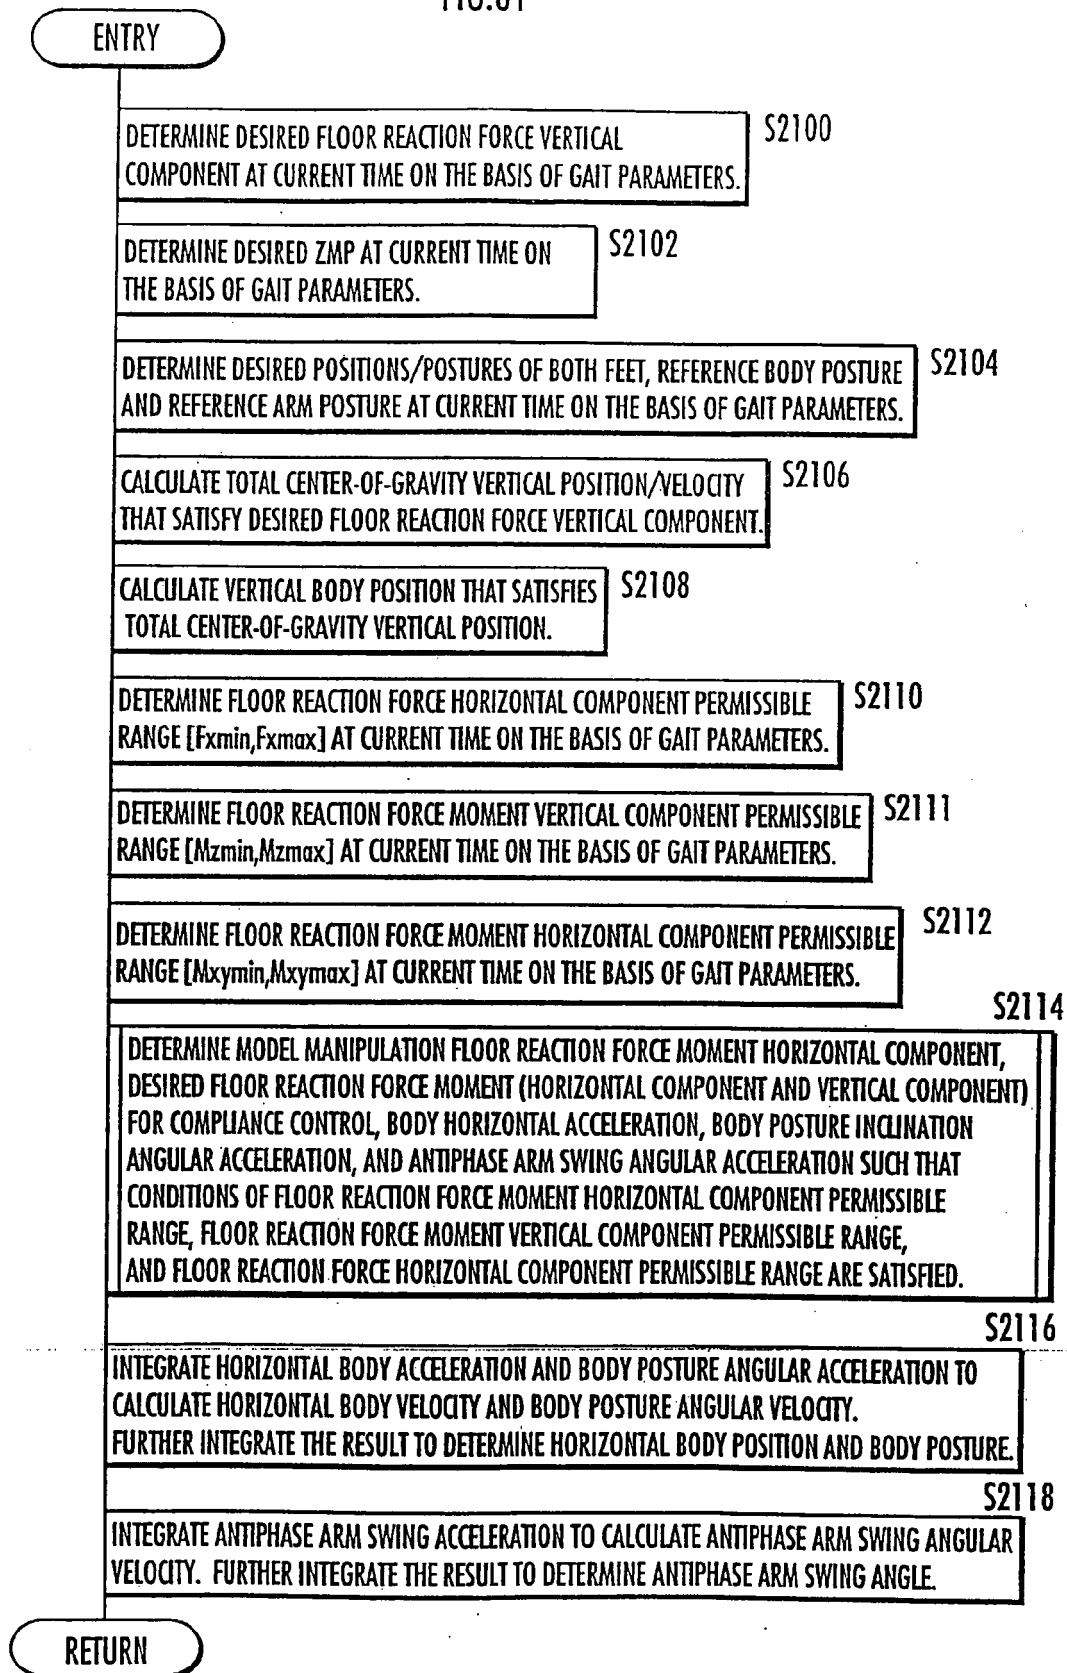 ENTRY
DETERMINE DESIRED FLOOR REACTION FORCE VERTICAL
COMPONENT AT CURRENT TIME ON THE BASIS OF GAIT PARAMETERS.
S2100
DETERMINE DESIRED ZMP AT CURRENT TIME ON
THE BASIS OF GAIT PARAMETERS.
S2102
DETERMINE DESIRED POSITIONS/POSTURES OF BOTH FEET, REFERENCE BODY POSTURE
AND REFERENCE ARM POSTURE AT CURRENT TIME ON THE BASIS OF GAIT PARAMETERS.
S2104
CALCULATE TOTAL CENTER-OF-GRAVITY VERTICAL POSITION/VELOCITY
THAT SATISFY DESIRED FLOOR REACTION FORCE VERTICAL COMPONENT.
S2106
CALCULATE VERTICAL BODY POSITION THAT SATISFIES
TOTAL CENTER-OF-GRAVITY VERTICAL POSITION.
S2108
DETERMINE FLOOR REACTION FORCE HORIZONTAL COMPONENT PERMISSIBLE
RANGE [Fxmin,Fxmax] AT CURRENT TIME ON THE BASIS OF GAIT PARAMETERS.
S2110
DETERMINE FLOOR REACTION FORCE MOMENT VERTICAL COMPONENT PERMISSIBLE
RANGE [Mzmin,Mzmax] AT CURRENT TIME ON THE BASIS OF GAIT PARAMETERS.
S2111
DETERMINE FLOOR REACTION FORCE MOMENT HORIZONTAL COMPONENT PERMISSIBLE
RANGE [Mxymin,Mxymax] AT CURRENT TIME ON THE BASIS OF GAIT PARAMETERS.
S2112
S2114
DETERMINE MODEL MANIPULATION FLOOR REACTION FORCE MOMENT HORIZONTAL COMPONENT,
DESIRED FLOOR REACTION FORCE MOMENT (HORIZONTAL COMPONENT AND VERTICAL COMPONENT)
FOR COMPLIANCE CONTROL, BODY HORIZONTAL ACCELERATION, BODY POSTURE INCLINATION
ANGULAR ACCELERATION, AND ANTIPHASE ARM SWING ANGULAR ACCELERATION SUCH THAT
CONDITIONS OF FLOOR REACTION FORCE MOMENT HORIZONTAL COMPONENT PERMISSIBLE
RANGE, FLOOR REACTION FORCE MOMENT VERTICAL COMPONENT PERMISSIBLE RANGE,
AND FLOOR REACTION FORCE HORIZONTAL COMPONENT PERMISSIBLE RANGE ARE SATISFIED.
S2116
INTEGRATE HORIZONTAL BODY ACCELERATION AND BODY POSTURE ANGULAR ACCELERATION TO
CALCULATE HORIZONTAL BODY VELOCITY AND BODY POSTURE ANGULAR VELOCITY.
FURTHER INTEGRATE THE RESULT TO DETERMINE HORIZONTAL BODY POSITION AND BODY POSTURE.
S2118
INTEGRATE ANTIPHASE ARM SWING ACCELERATION TO CALCULATE ANTIPHASE ARM SWING ANGULAR
VELOCITY. FURTHER INTEGRATE THE RESULT TO DETERMINE ANTIPHASE ARM SWING ANGLE.
RETURN